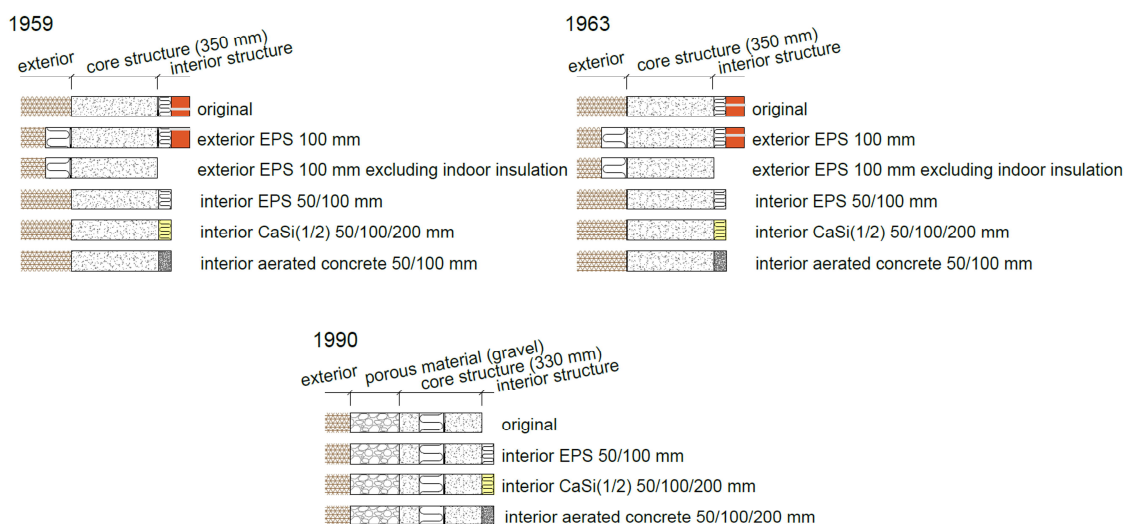 1959
exterior core structure (350 mm) interior structure
original
exterior EPS 100 mm
exterior EPS 100 mm excluding indoor insulation
interior EPS 50/100 mm
interior CaSi(1/2) 50/100/200 mm
interior aerated concrete 50/100 mm
1963
exterior core structure (350 mm) interior structure
original
exterior EPS 100 mm
exterior EPS 100 mm excluding indoor insulation
interior EPS 50/100 mm
interior CaSi(1/2) 50/100/200 mm
interior aerated concrete 50/100 mm
1990
exterior porous material (gravel) core structure (330 mm) interior structure
original
interior EPS 50/100 mm
interior CaSi(1/2) 50/100/200 mm
interior aerated concrete 50/100/200 mm